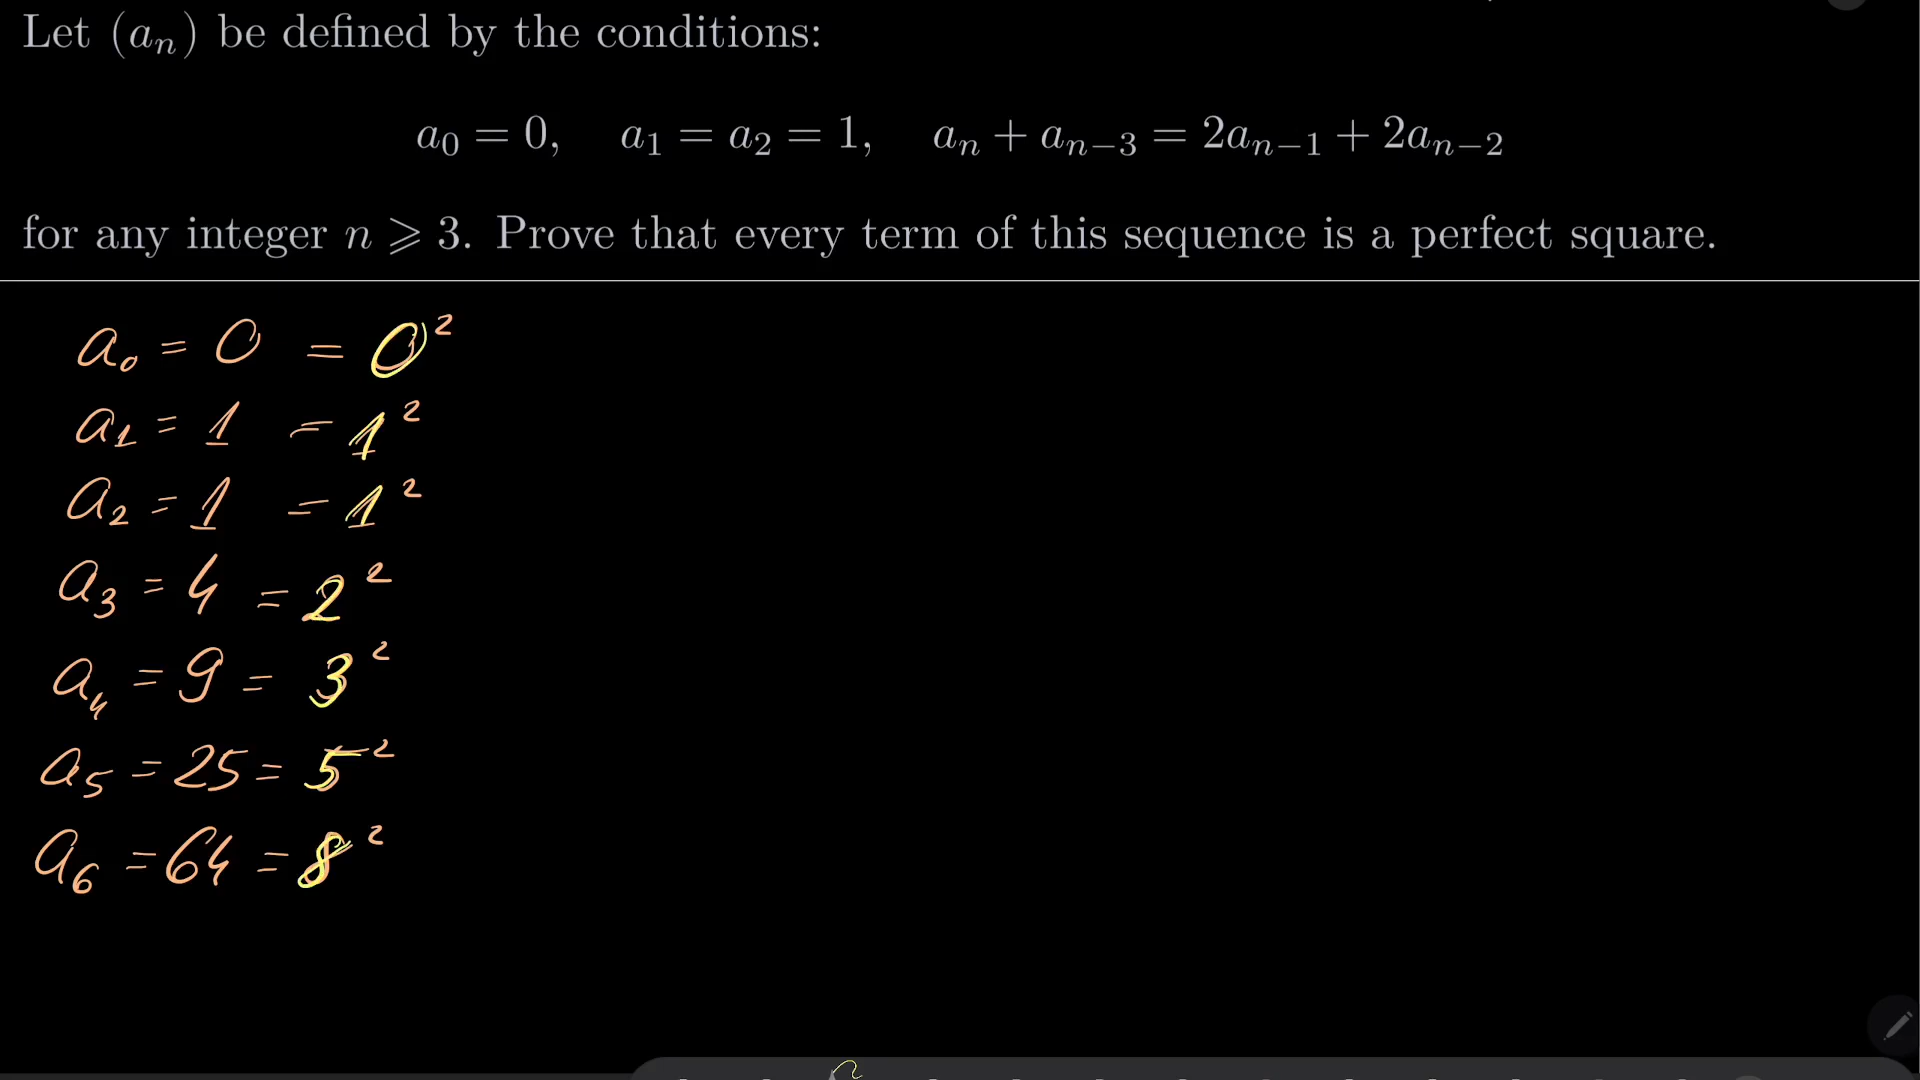 Let (aₙ) be defined by the conditions:
a₀ = 0, a₁ = a₂ = 1, aₙ + aₙ₋₃ = 2aₙ₋₁ + 2aₙ₋₂
for any integer n ⩾ 3. Prove that every term of this sequence is a perfect square.
a₀ = 0 = 0²
a₁ = 1 = 1²
a₂ = 1 = 1²
a₃ = 4 = 2²
a₄ = 9 = 3²
a₅ = 25 = 5²
a₆ = 64 = 8²